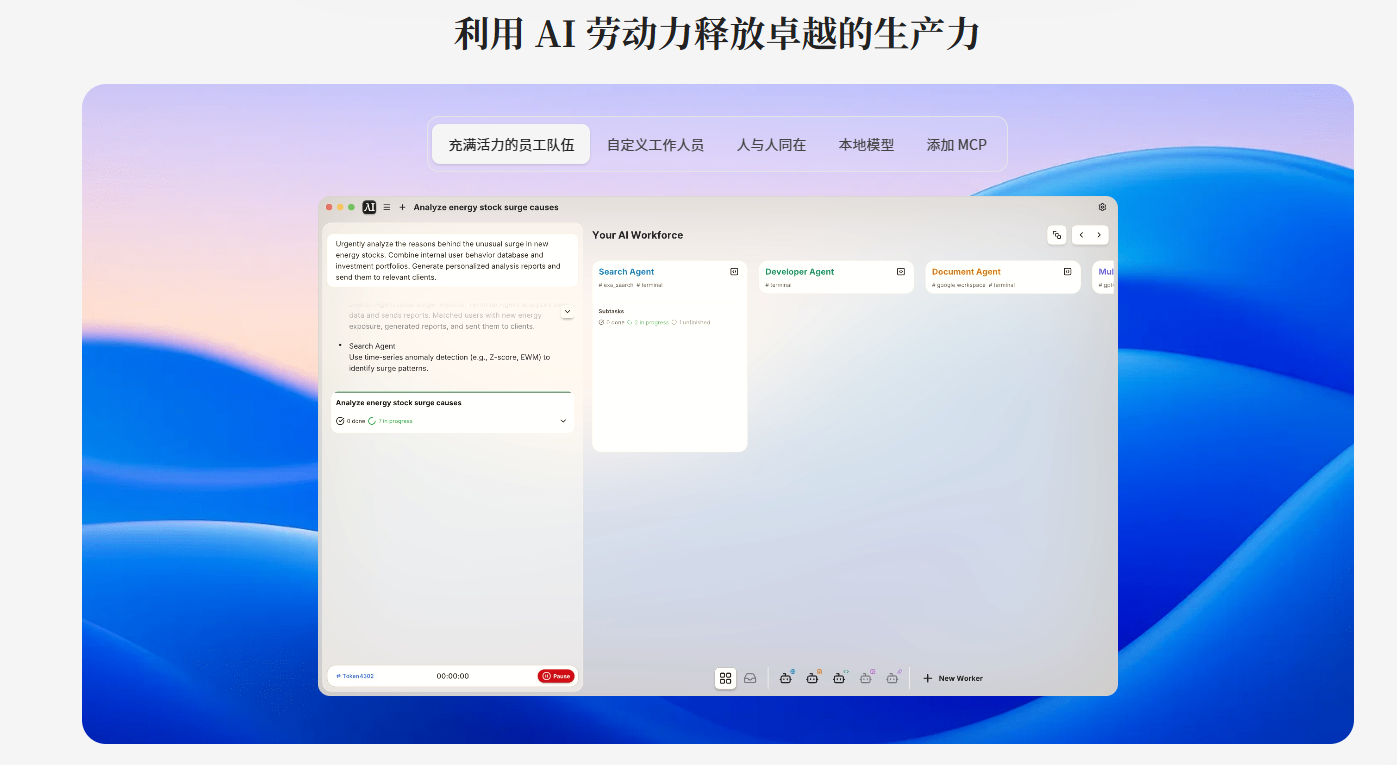 利用 AI 劳动力释放卓越的生产力
充满活力的员工队伍
自定义工作人员
人与人同在
本地模型
添加 MCP
AI
Analyze energy stock surge causes
Urgently analyze the reasons behind the unusual surge in new
energy stocks. Combine internal user behavior database and
investment portfolios. Generate personalized analysis reports and
send them to relevant clients.
data and sends reports. Matched users with new energy
exposure, generated reports, and sent them to clients.
Search Agent
Use time-series anomaly detection (e.g., Z-score, EWM) to
identify surge patterns.
Analyze energy stock surge causes
0 done 7 in progress
# Token4302
00:00:00
Pause
Your AI Workforce
Search Agent
# exa_search # terminal
Subtasks
0 done 2 in progress 1 unfinished
Developer Agent
# terminal
Document Agent
# google workspace # terminal
Mul
# gpt-
New Worker